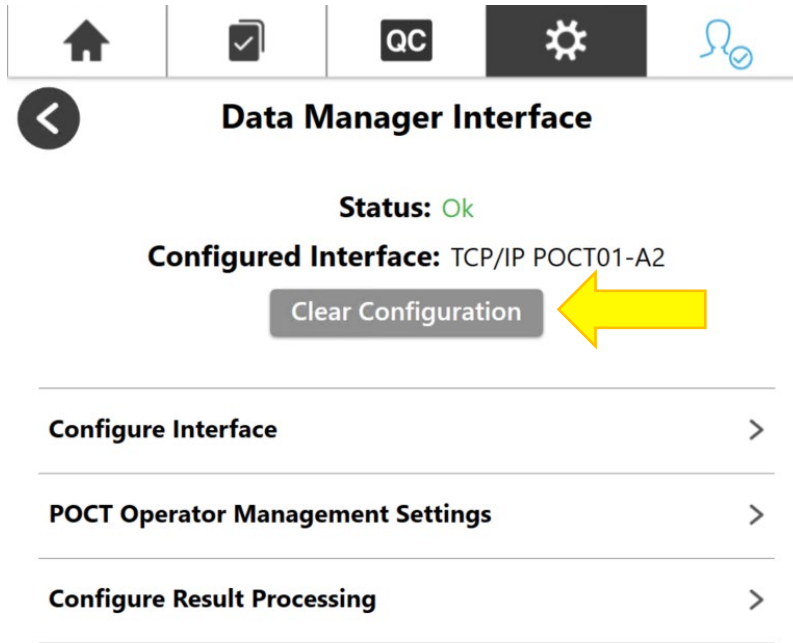 QC
Data Manager Interface
Status: Ok
Configured Interface: TCP/IP POCT01-A2
Clear Configuration
Configure Interface
POCT Operator Management Settings
Configure Result Processing